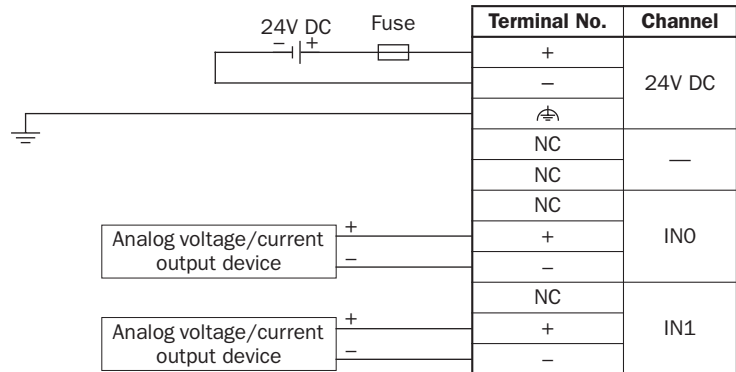 24V DC
Fuse
− +
Terminal No. Channel
+
−
24V DC
NC
NC
—
NC
+
−
IN0
Analog voltage/current
output device
+
−
NC
+
−
IN1
Analog voltage/current
output device
+
−